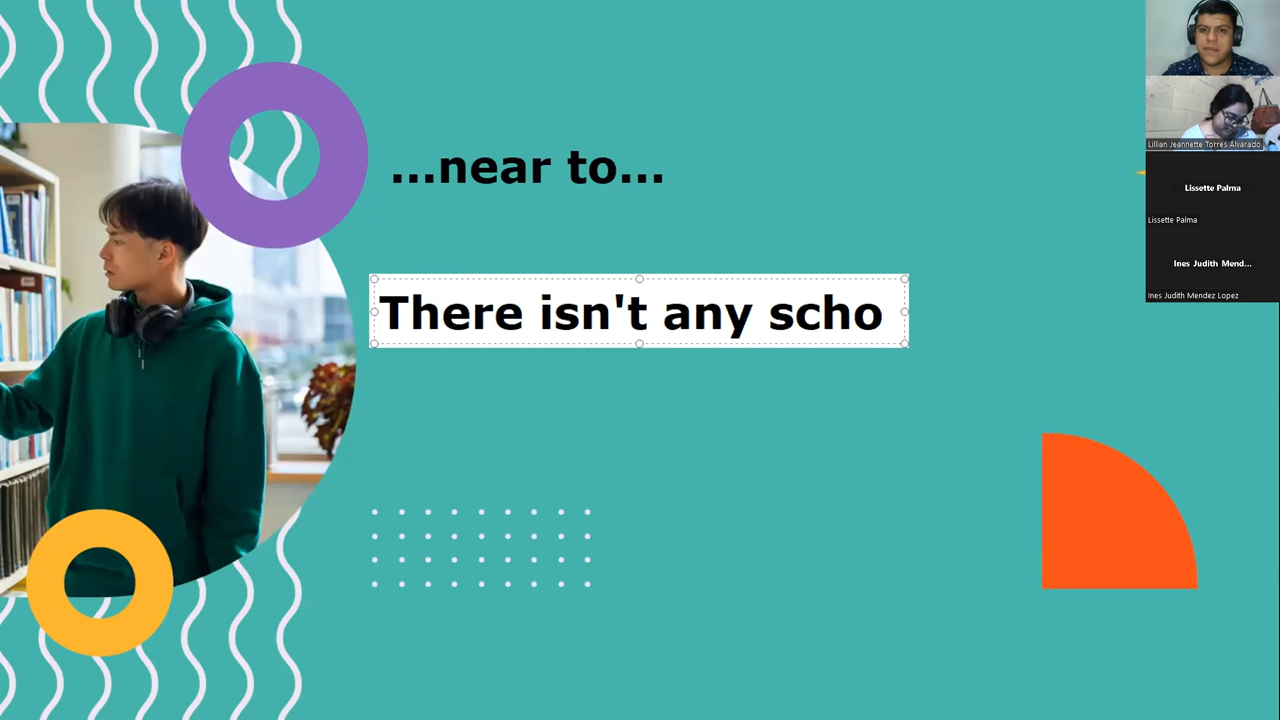 ...near to...
There isn't any scho
Lillian Jeannette Torres Alvarado
Lissette Palma
Lissette Palma
Ines Judith Mend...
Ines Judith Mendez Lopez